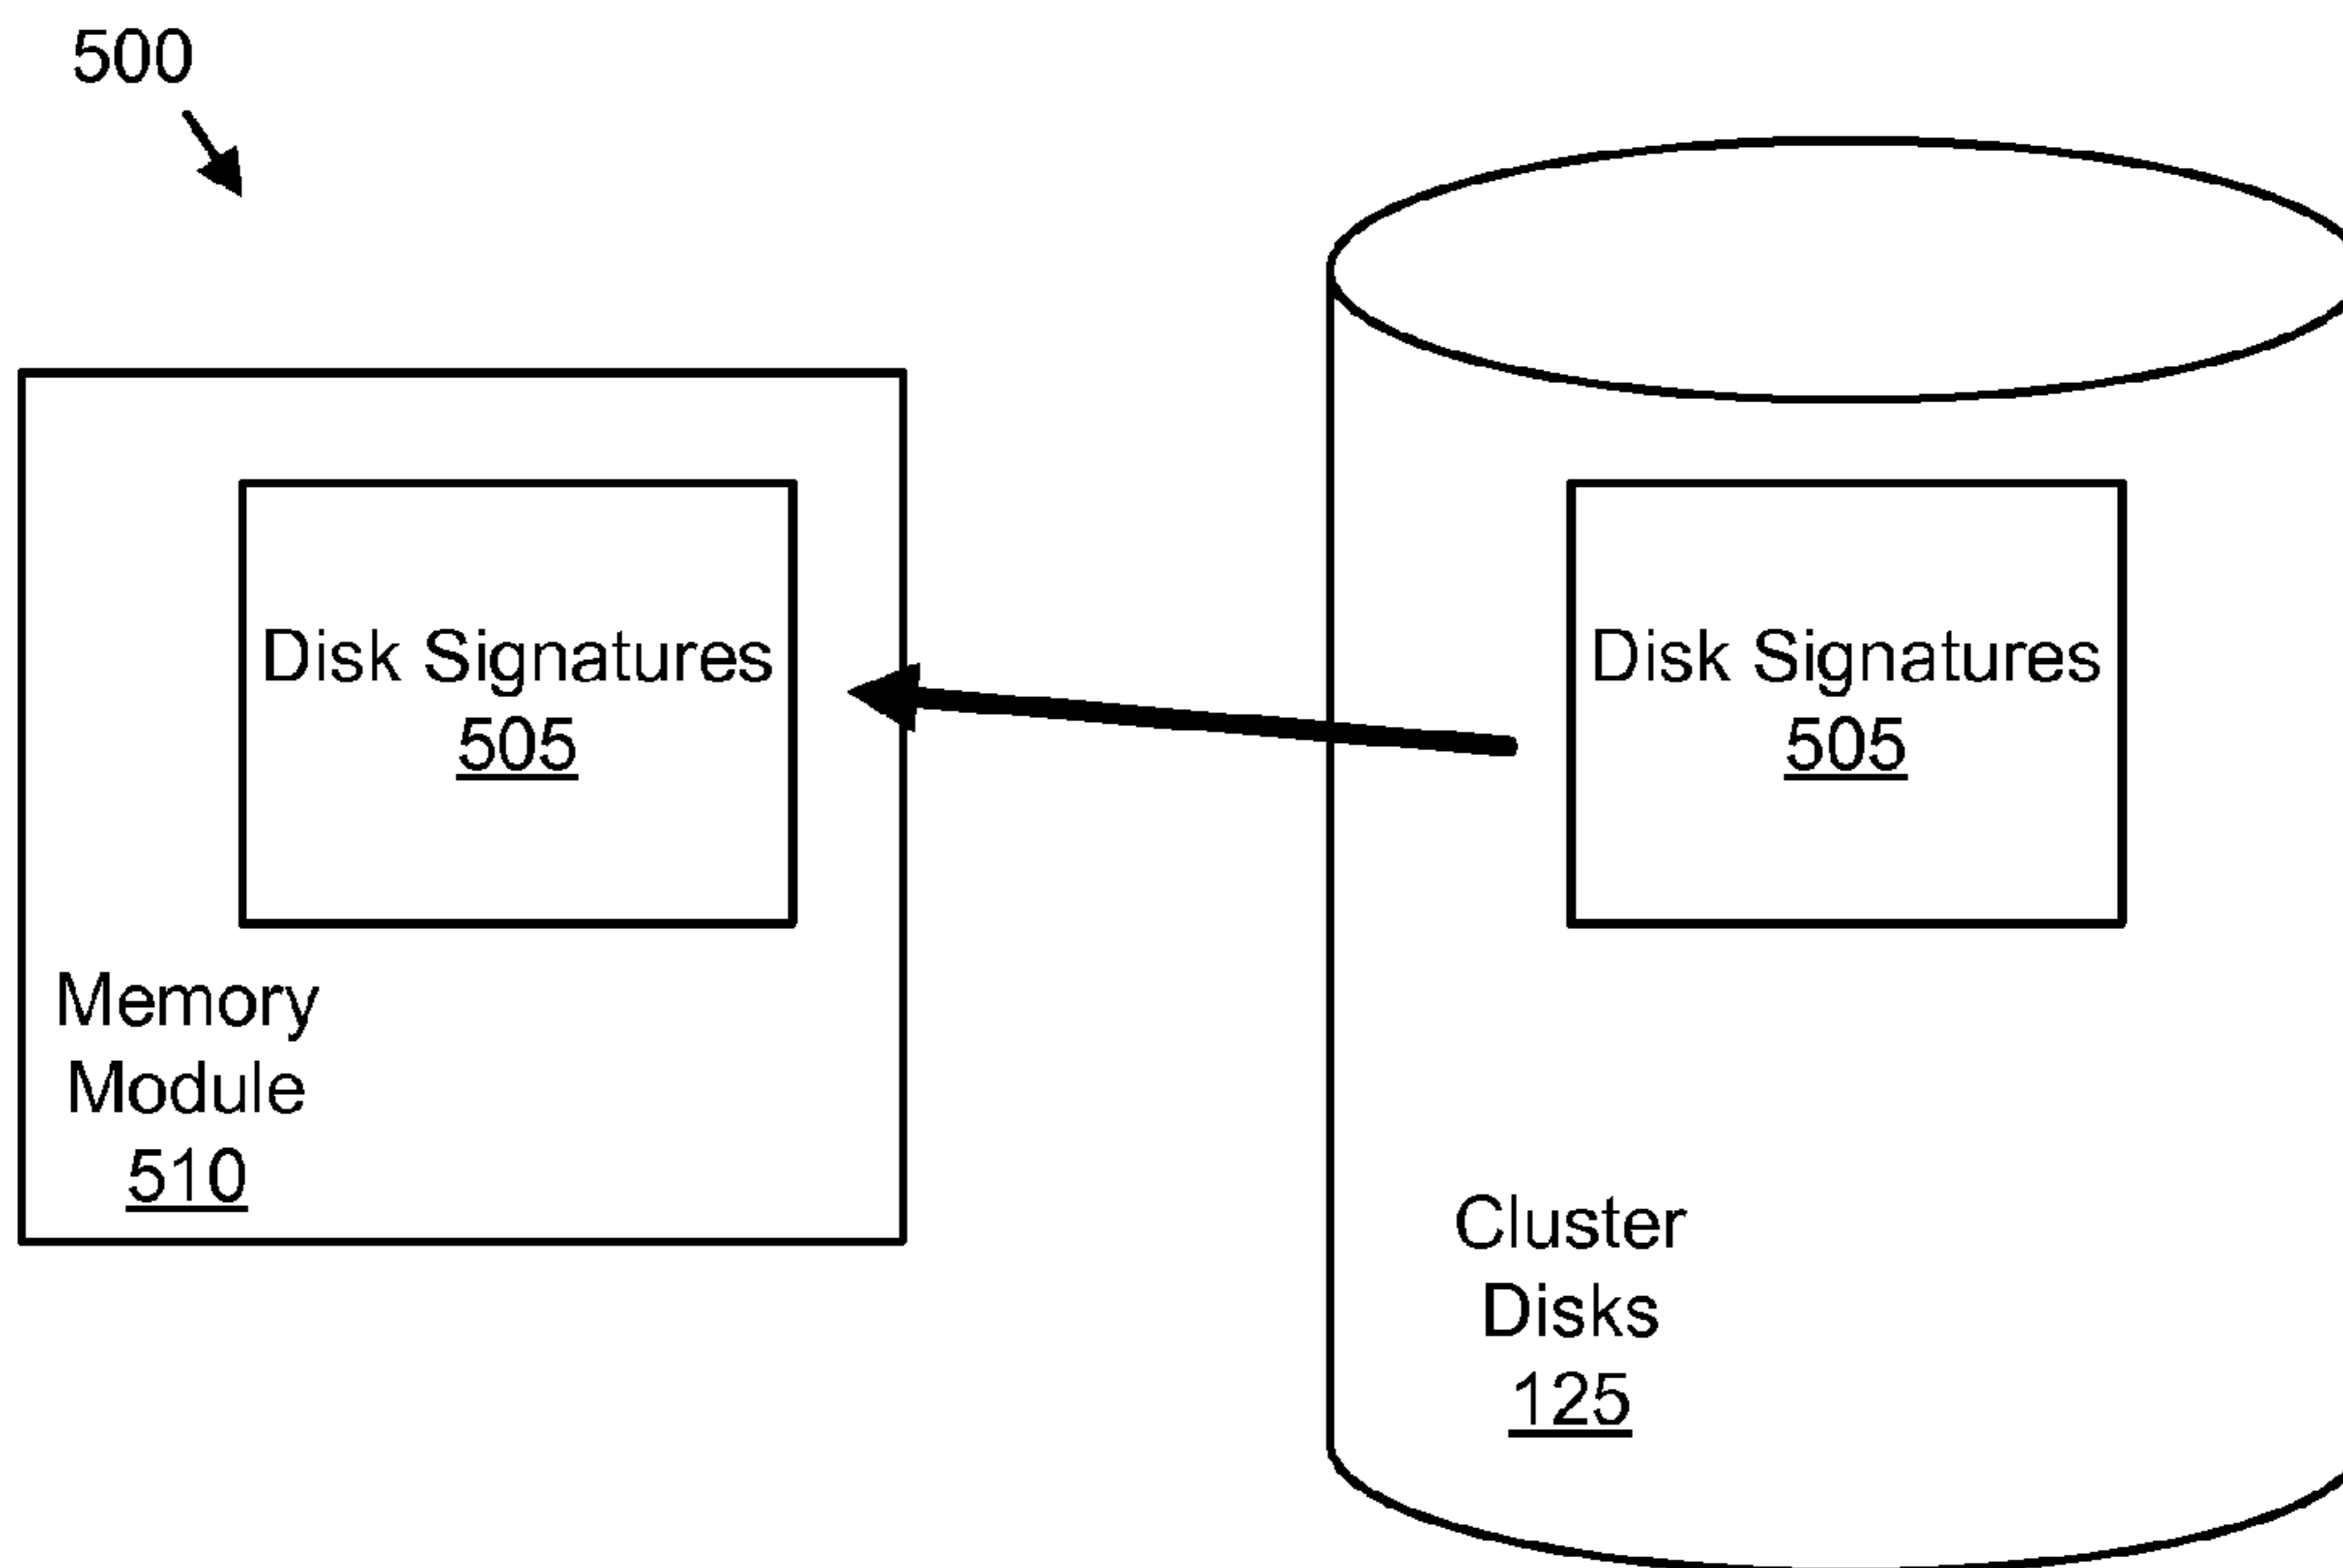 500
Disk Signatures
505
Memory
Module
510
Disk Signatures
505
Cluster
Disks
125